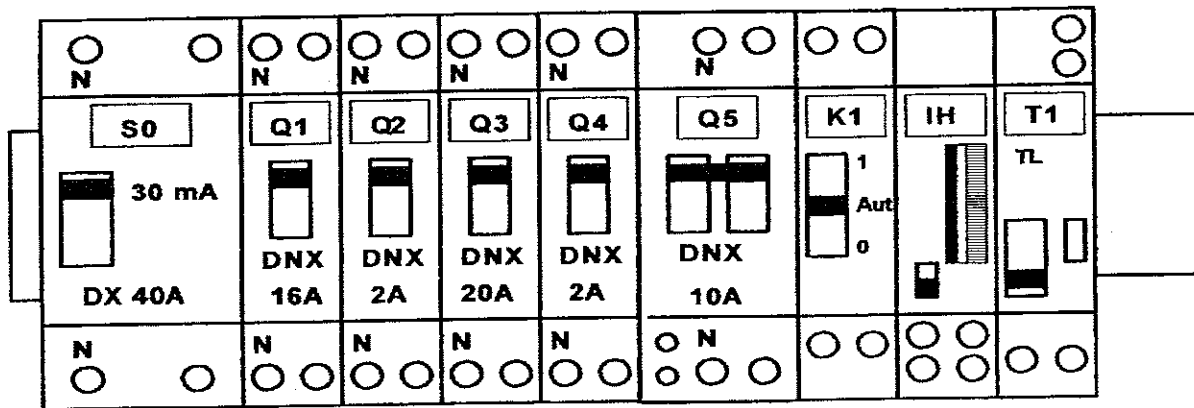 N N N N N N
S0 Q1 Q2 Q3 Q4 Q5 K1 IH T1
TL
1
30 mA
Aut
0
DNX DNX DNX DNX DNX
DX 40A 16A 2A 20A 2A 10A
N N N N N N